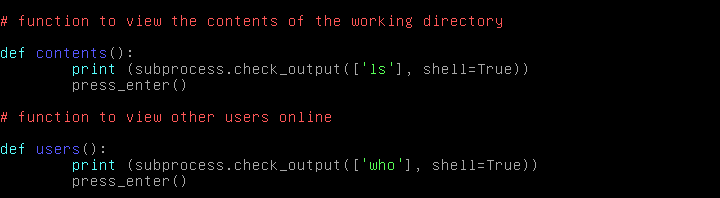 # function to view the contents of the working directory
def contents():
        print (subprocess.check_output(['ls'], shell=True))
        press_enter()
# function to view other users online
def users():
        print (subprocess.check_output(['who'], shell=True))
        press_enter()